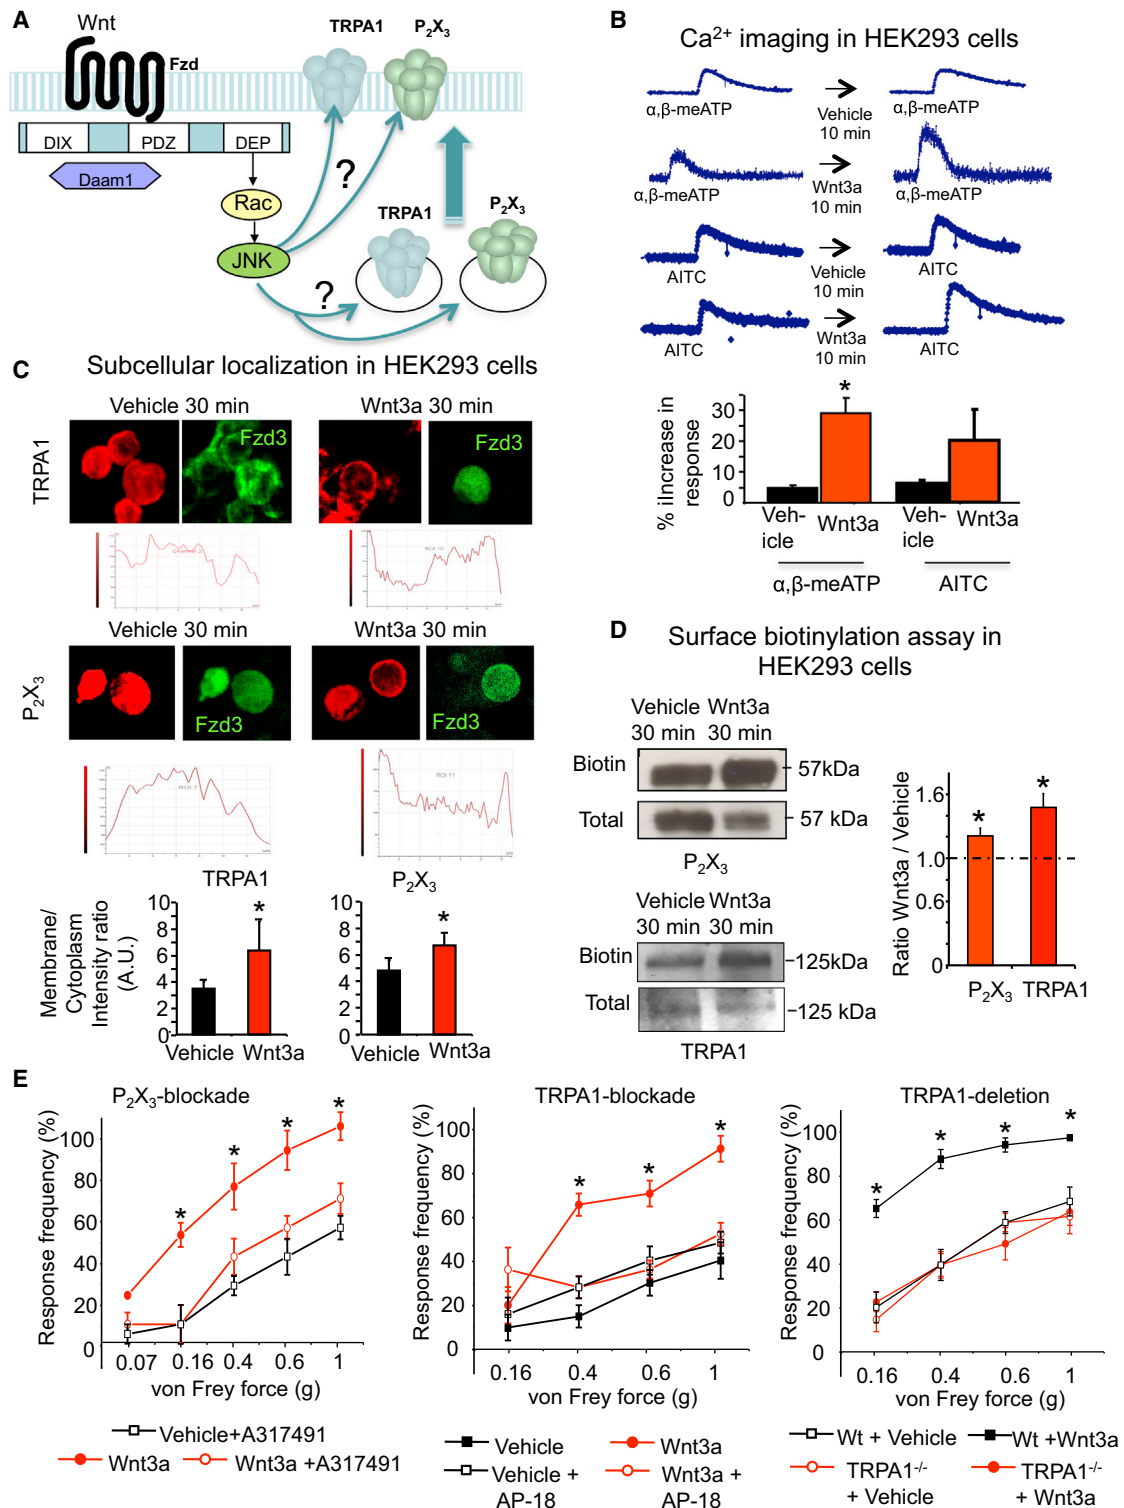 A
Wnt
Fzd
TRPA1
P2X3
DIX
PDZ
DEP
Daam1
Rac
JNK
?
?
TRPA1
P2X3
B
Ca2+ imaging in HEK293 cells
α,β-meATP
Vehicle
10 min
α,β-meATP
α,β-meATP
Wnt3a
10 min
α,β-meATP
AITC
Vehicle
10 min
AITC
AITC
Wnt3a
10 min
AITC
% iIncrease in
response
30
20
10
0
*
Veh-
icle
Wnt3a
Veh-
icle
Wnt3a
α,β-meATP
AITC
C
Subcellular localization in HEK293 cells
Vehicle 30 min
Wnt3a 30 min
TRPA1
Fzd3
Fzd3
Channel 2
Vehicle 30 min
Wnt3a 30 min
P2X3
Fzd3
Fzd3
ROI 7
ROI 11
TRPA1
P2X3
Membrane/
Cytoplasm
Intensity ratio
(A.U.)
10
8
6
4
2
0
*
Vehicle
Wnt3a
10
8
6
4
2
0
*
Vehicle
Wnt3a
D
Surface biotinylation assay in
HEK293 cells
Vehicle Wnt3a
30 min 30 min
Biotin
57kDa
Total
57 kDa
P2X3
Vehicle Wnt3a
30 min 30 min
Biotin
125kDa
Total
125 kDa
TRPA1
Ratio Wnt3a / Vehicle
1.6
1.0
0.6
0
*
*
P2X3
TRPA1
E
P2X3-blockade
Response frequency (%)
100
80
60
40
20
0
*
*
*
*
0.07
0.16
0.4
0.6
1
von Frey force (g)
Vehicle+A317491
Wnt3a
Wnt3a +A317491
TRPA1-blockade
Response frequency (%)
100
80
60
40
20
0
*
*
*
0.16
0.4
0.6
1
von Frey force (g)
Vehicle
Wnt3a
Vehicle +
AP-18
Wnt3a +
AP-18
TRPA1-deletion
Response frequency (%)
100
80
60
40
20
0
*
*
*
*
0.16
0.4
0.6
1
von Frey force (g)
Wt + Vehicle
Wt +Wnt3a
TRPA1-/-
+ Vehicle
TRPA1-/-
+ Wnt3a